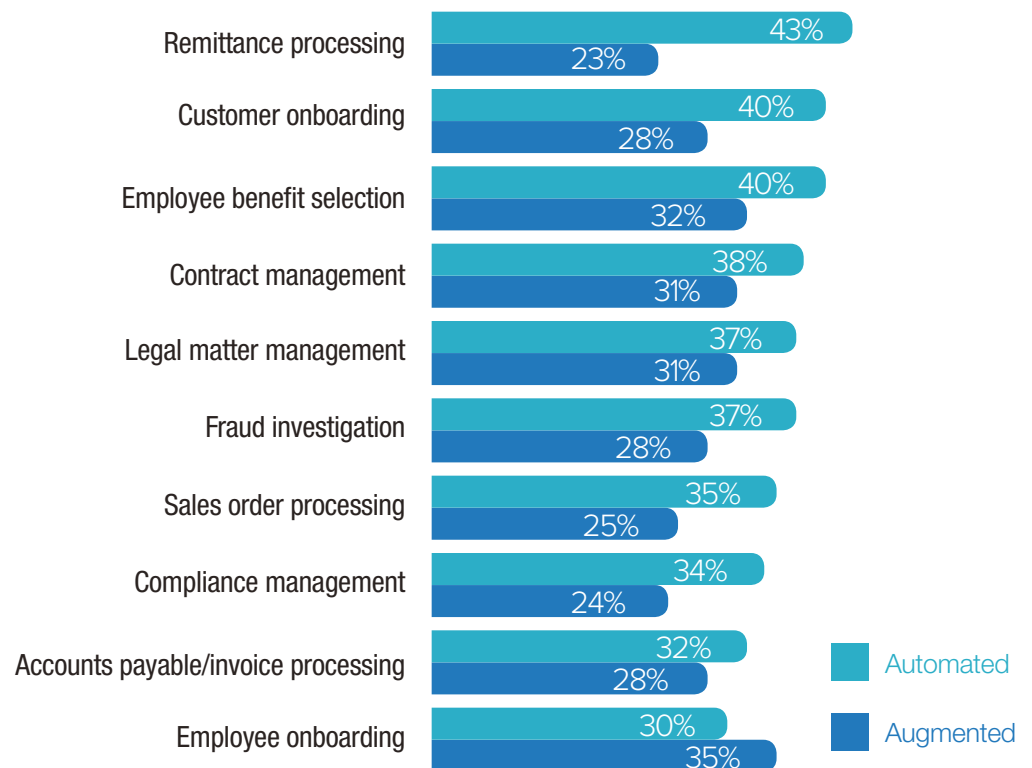 Remittance processing
43%
23%
Customer onboarding
40%
28%
Employee benefit selection
40%
32%
Contract management
38%
31%
Legal matter management
37%
31%
Fraud investigation
37%
28%
Sales order processing
35%
25%
Compliance management
34%
24%
Accounts payable/invoice processing
32%
28%
Employee onboarding
30%
35%
Automated
Augmented